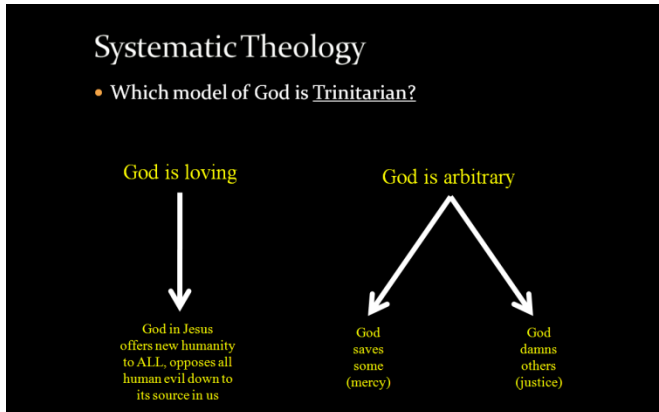 Systematic Theology
• Which model of God is Trinitarian?
God is loving
God is arbitrary
God in Jesus
offers new humanity
to ALL, opposes all
human evil down to
its source in us
God
saves
some
(mercy)
God
damns
others
(justice)